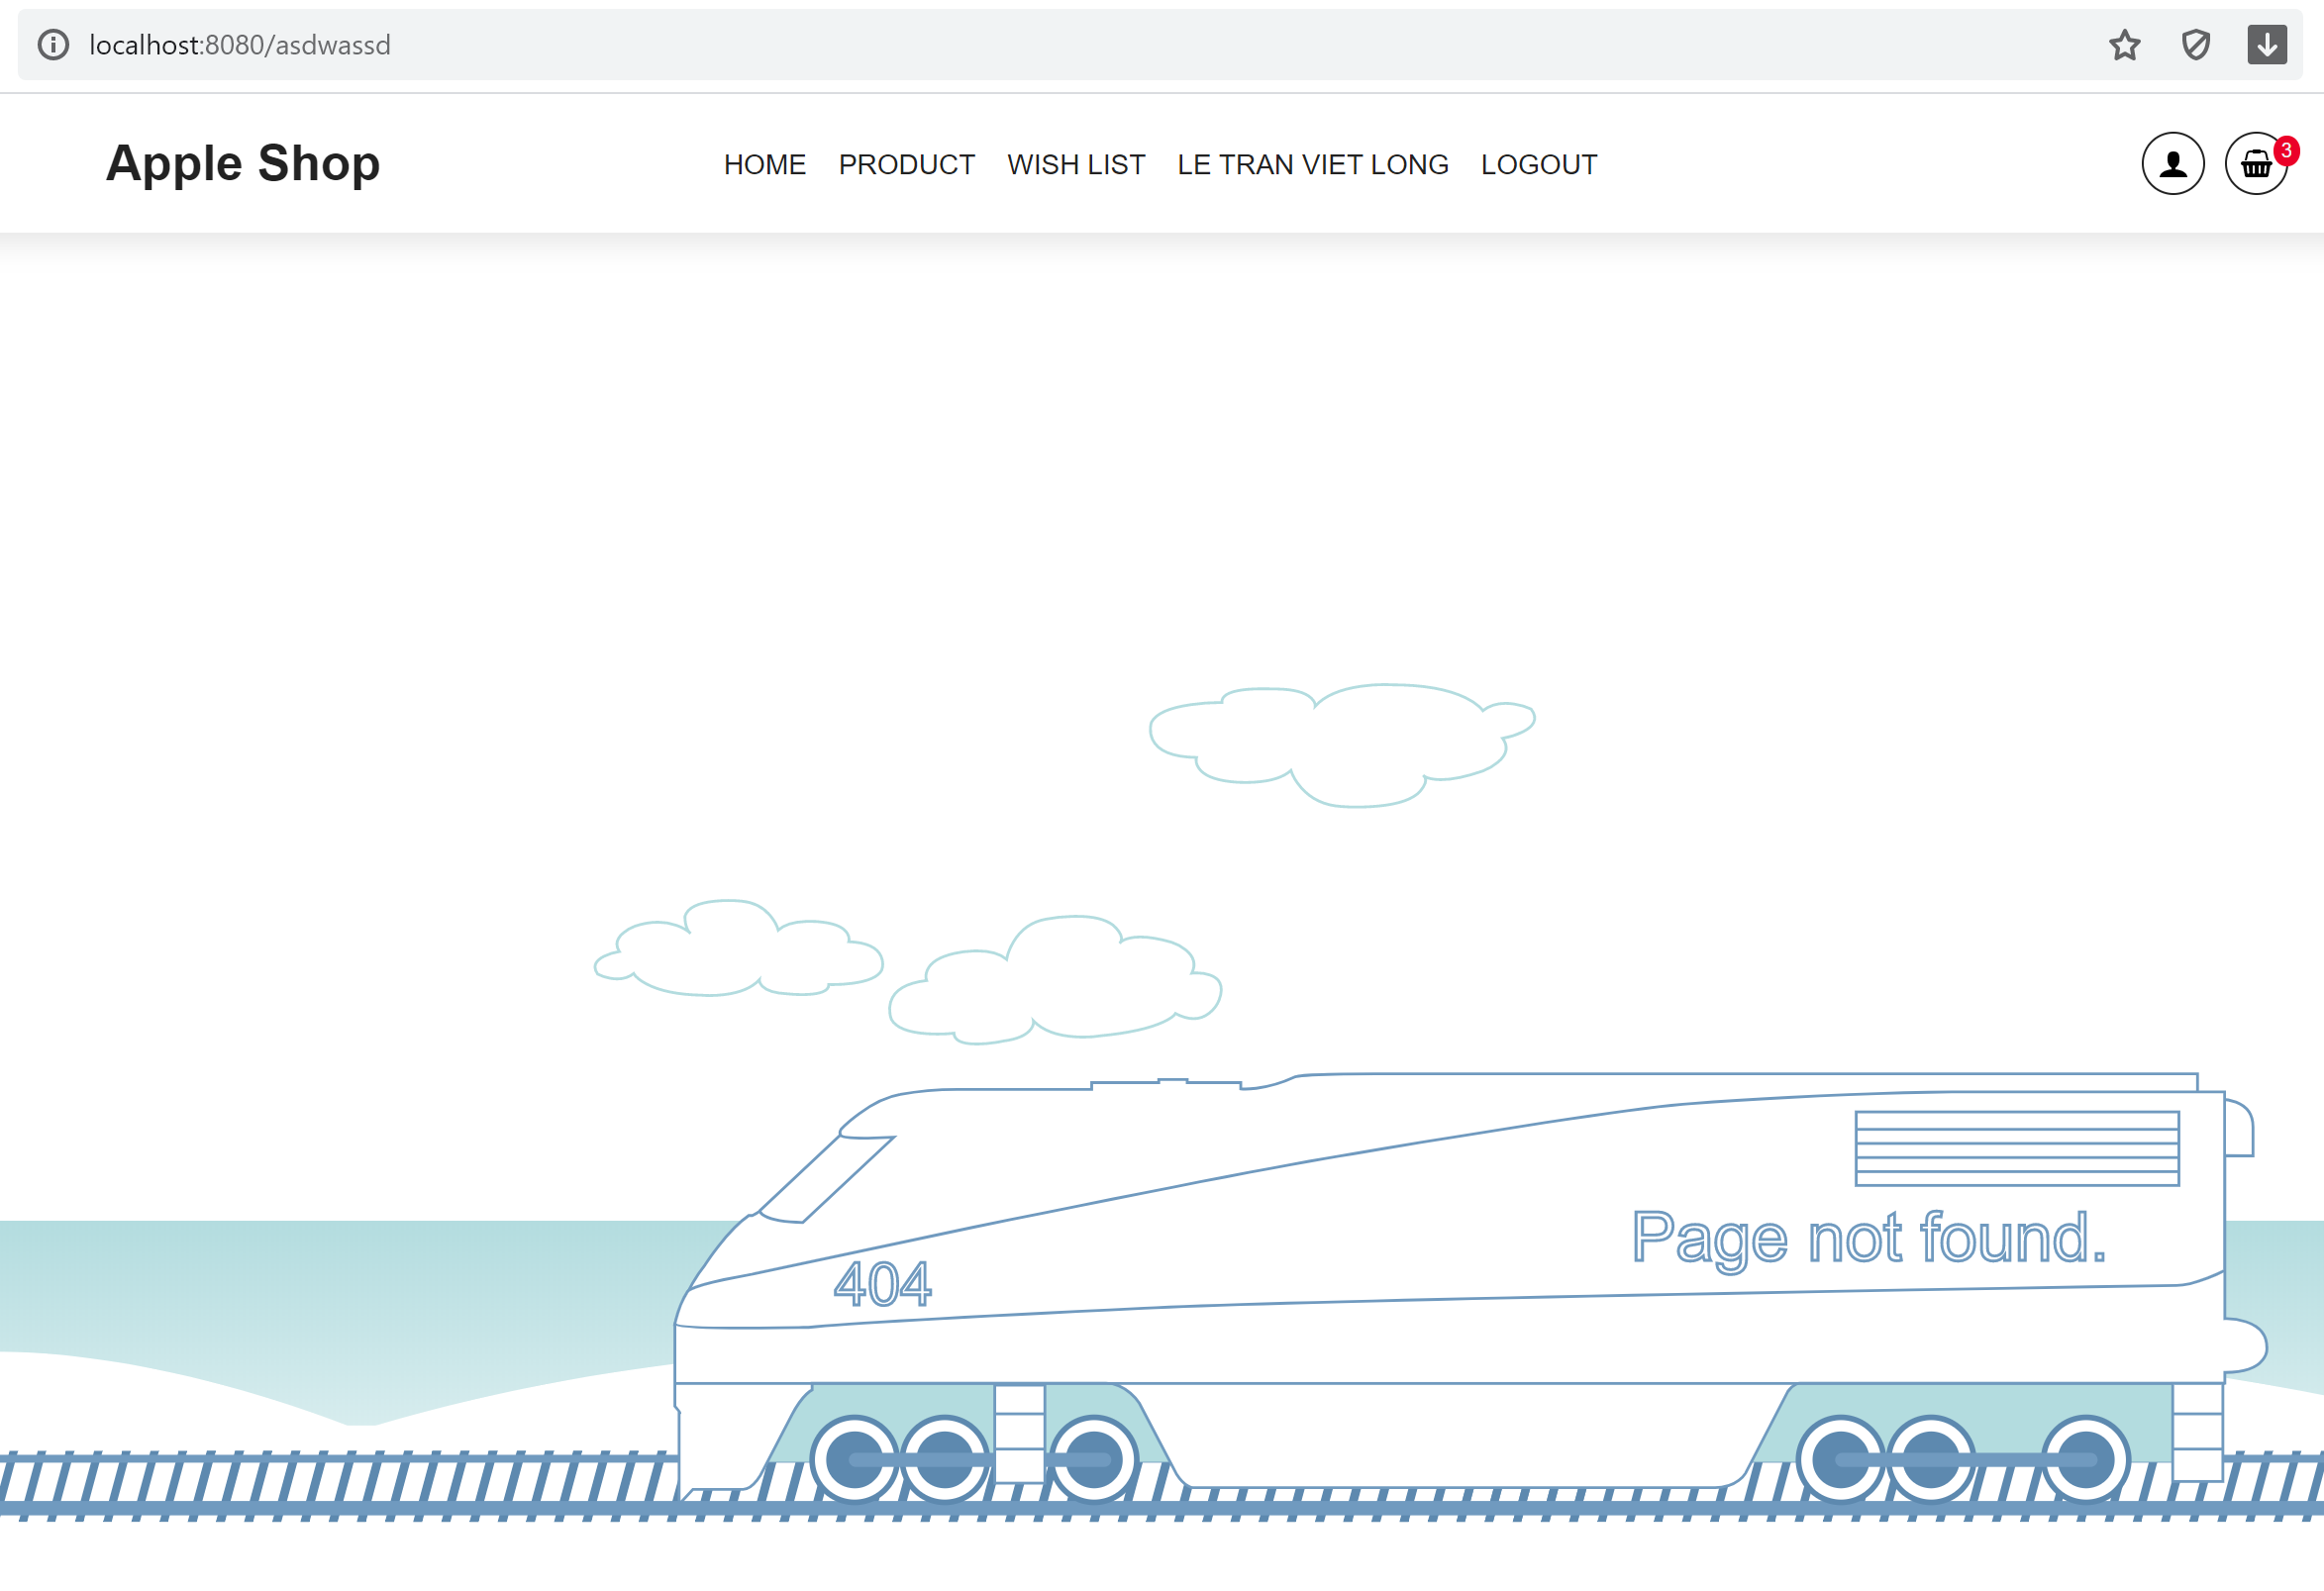 localhost:8080/asdwassd
Apple Shop
HOME PRODUCT WISH LIST LE TRAN VIET LONG LOGOUT
3
Page not found.
404